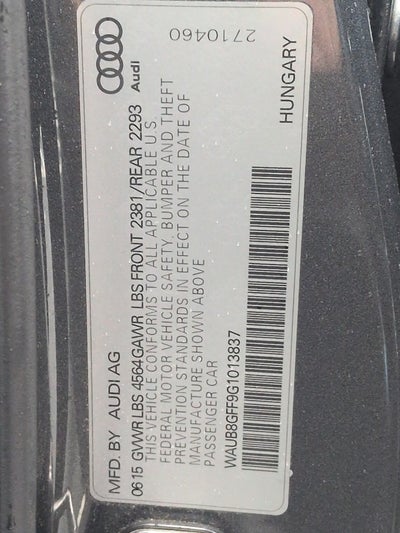 MFD. BY AUDI AG
06 15 GVWR LBS 4564 GAWR LBS FRONT 2381 /REAR 2293
THIS VEHICLE CONFORMS TO ALL APPLICABLE U.S.
FEDERAL MOTOR VEHICLE SAFETY, BUMPER AND THEFT
PREVENTION STANDARDS IN EFFECT ON THE DATE OF
MANUFACTURE SHOWN ABOVE
PASSENGER CAR
WAUB8GFF9G1013837
HUNGARY
Audi
2710460